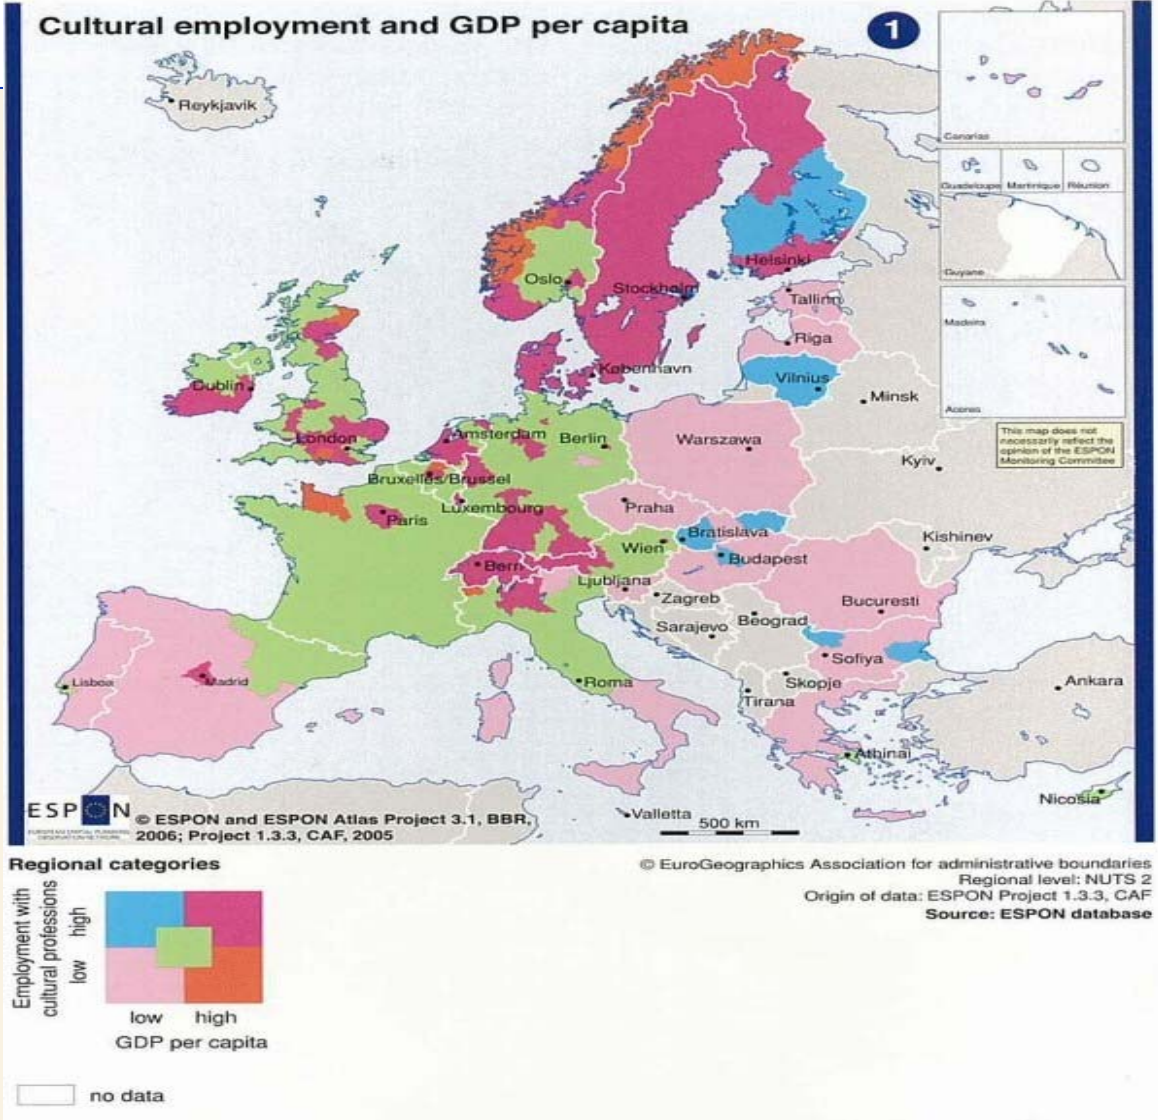 Cultural employment and GDP per capita
1
Reykjavik
Canarias
Guadeloupe
Martinique
Réunion
Guyane
Madeira
Acores
This map does not
necessarily reflect the
opinion of the ESPON
Monitoring Committee
Helsinki
Oslo
Stockholm
Tallinn
Riga
København
Vilnius
Minsk
Dublin
London
Amsterdam
Berlin
Warszawa
Kyiv
Bruxelles/Brussel
Luxembourg
Praha
Paris
Wien
Bratislava
Kishinev
Budapest
Bern
Ljubljana
Zagreb
Bucuresti
Sarajevo
Beograd
Sofiya
Lisboa
Madrid
Roma
Skopje
Tirana
Ankara
Athinai
Nicosia
Valletta
ESPON
© ESPON and ESPON Atlas Project 3.1, BBR,
2006; Project 1.3.3, CAF, 2005
500 km
Regional categories
© EuroGeographics Association for administrative boundaries
Regional level: NUTS 2
Origin of data: ESPON Project 1.3.3, CAF
Source: ESPON database
Employment with
cultural professions
low high
low high
GDP per capita
no data